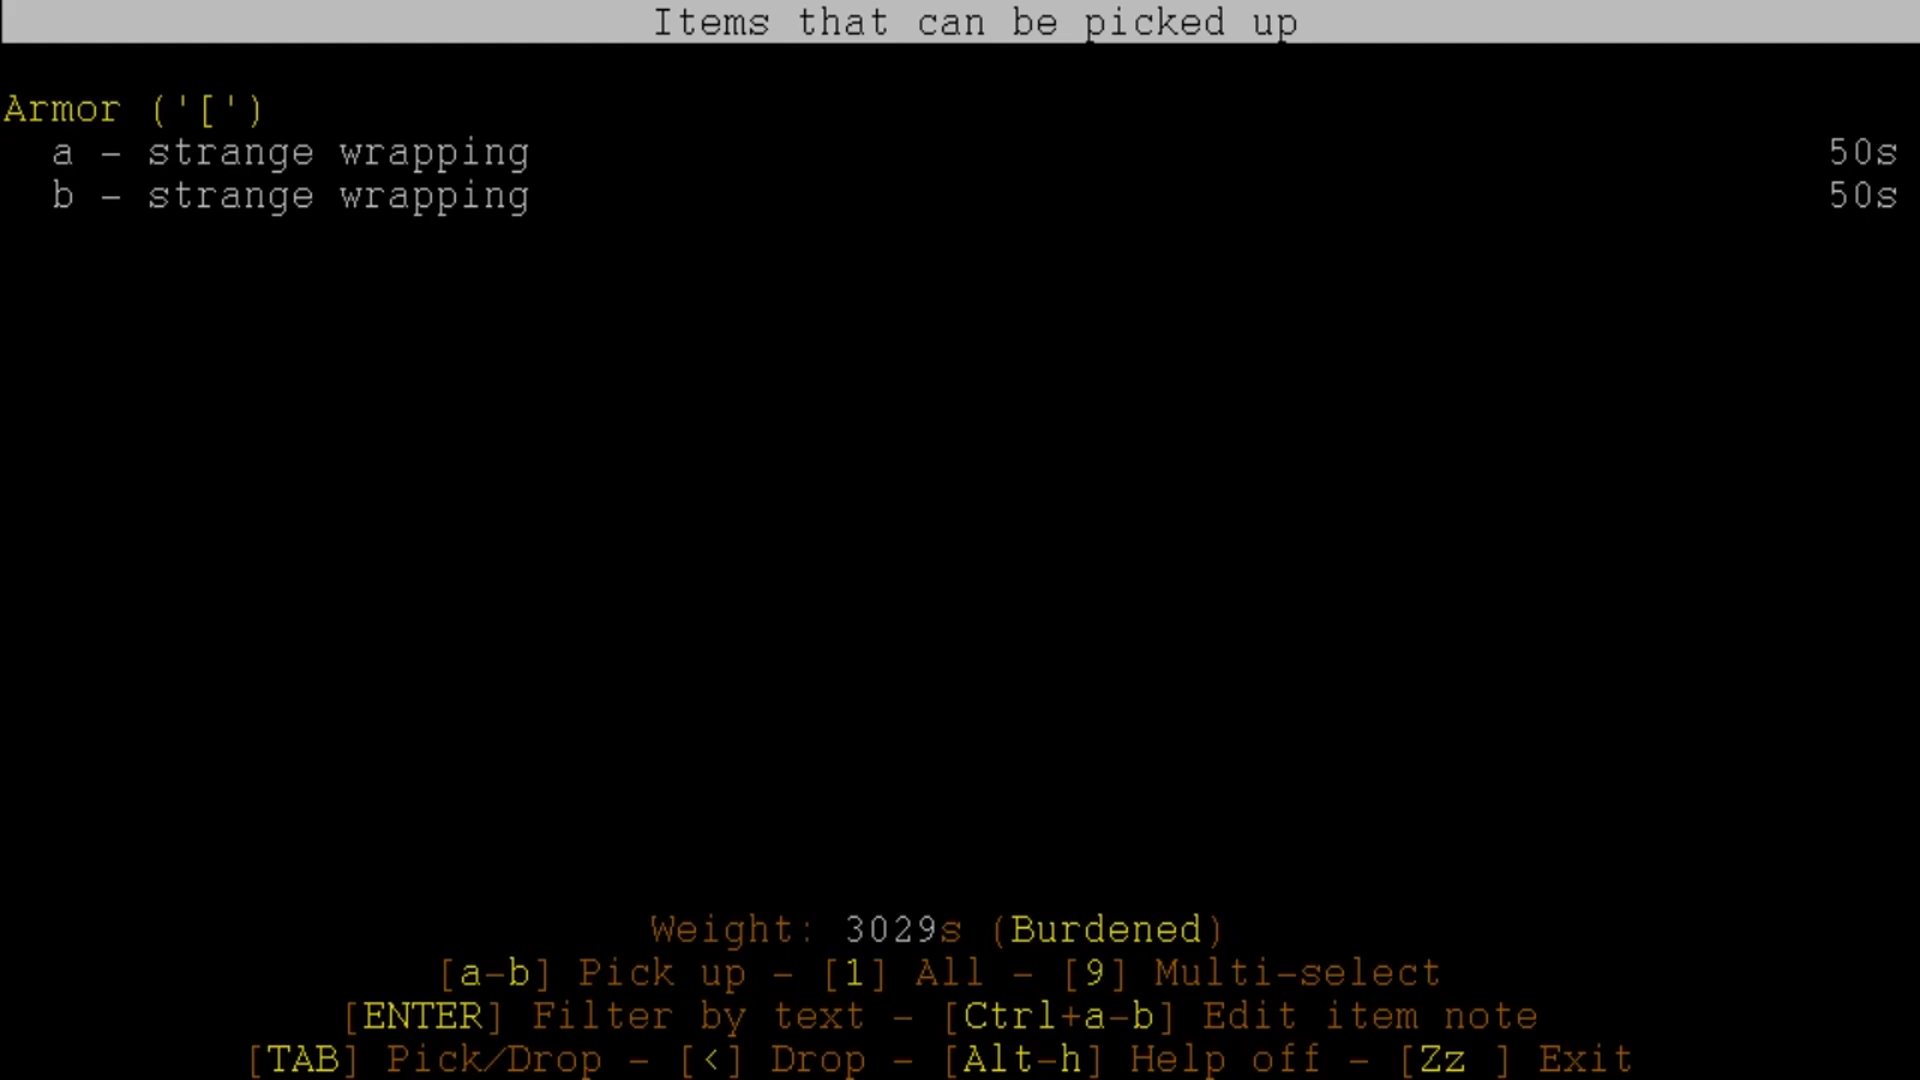 Items that can be picked up
Armor ('[')
a - strange wrapping 50s
b - strange wrapping 50s
Weight: 3029s (Burdened)
[a-b] Pick up - [1] All - [9] Multi-select
[ENTER] Filter by text - [Ctrl+a-b] Edit item note
[TAB] Pick/Drop - [<] Drop - [Alt-h] Help off - [Zz ] Exit